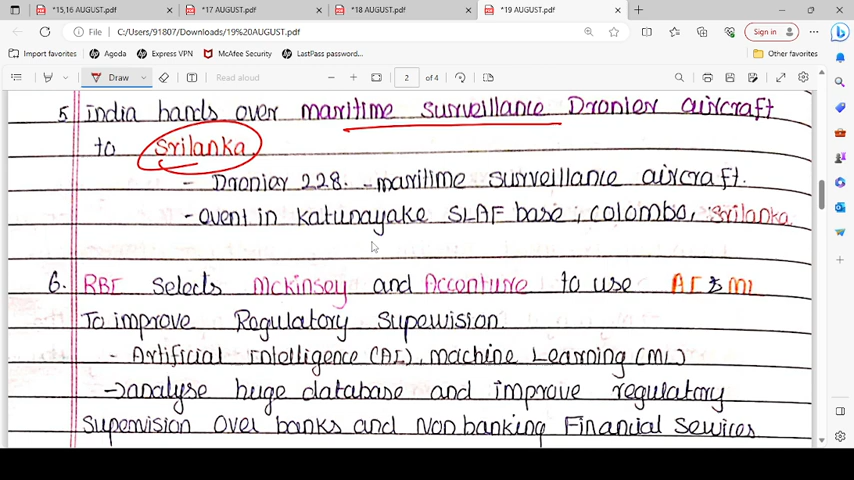 *15,16 AUGUST.pdf
*17 AUGUST.pdf
*18 AUGUST.pdf
*19 AUGUST.pdf
File
C:/Users/91807/Downloads/19%20AUGUST.pdf
Sign in
Import favorites
Agoda
Express VPN
McAfee Security
LastPass password...
Other favorites
Draw
Read aloud
2
of 4
5 india hands over maritime surveillance Dronier aircraft
to Srilanka
- Dronier 228. - maritime surveillance aircraft.
- event in Katunayake SLAF base, colombo, Srilanka.
6. RBI selects Mckinsey and Accenture to use AI & ML
To improve Regulatory Supervision.
- Artificial Intelligence (AI), machine Learning (ML)
→ analyse huge database and improve regulatory
Supervision over banks and Non banking Financial Services